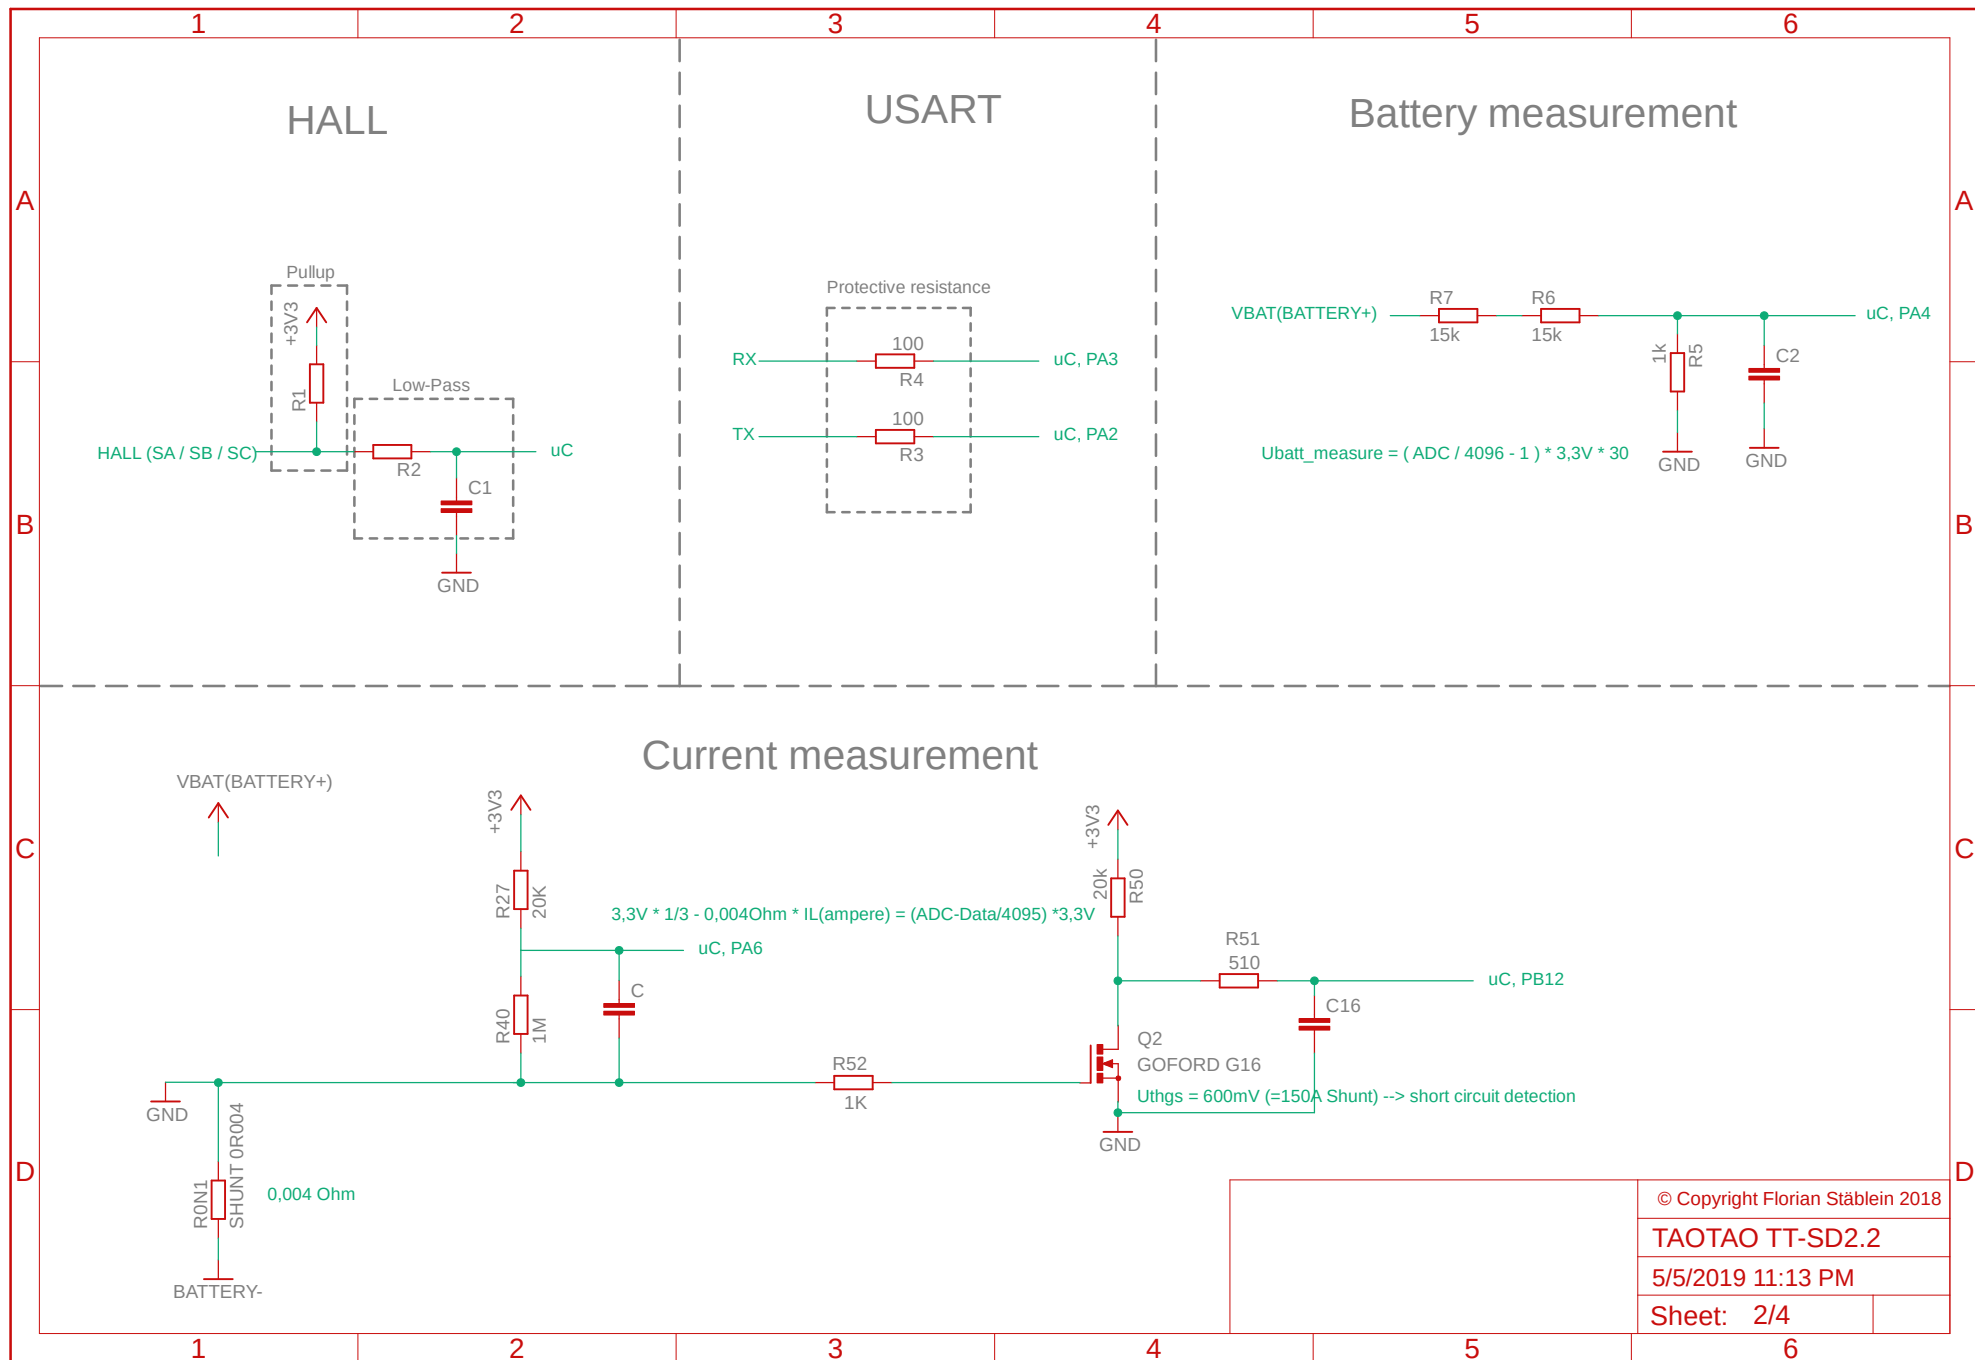 1 2 3 4 5 6
HALL
USART
Battery measurement
A
A
Pullup
+3V3
R1
Low-Pass
HALL (SA / SB / SC)
R2
uC
C1
GND
Protective resistance
RX
100
R4
uC, PA3
TX
100
R3
uC, PA2
VBAT(BATTERY+)
R7
15k
R6
15k
uC, PA4
1k
R5
C2
Ubatt_measure = ( ADC / 4096 - 1 ) * 3,3V * 30
GND
GND
B
B
Current measurement
VBAT(BATTERY+)
+3V3
R27
20K
3,3V * 1/3 - 0,004Ohm * IL(ampere) = (ADC-Data/4095) *3,3V
uC, PA6
R40
1M
C
+3V3
20k
R50
R51
510
uC, PB12
C16
Q2
GOFORD G16
R52
1K
Uthgs = 600mV (=150A Shunt) --> short circuit detection
GND
GND
R0N1
SHUNT 0R004
0,004 Ohm
BATTERY-
C
C
D
D
© Copyright Florian Stäblein 2018
TAOTAO TT-SD2.2
5/5/2019 11:13 PM
Sheet: 2/4
1 2 3 4 5 6